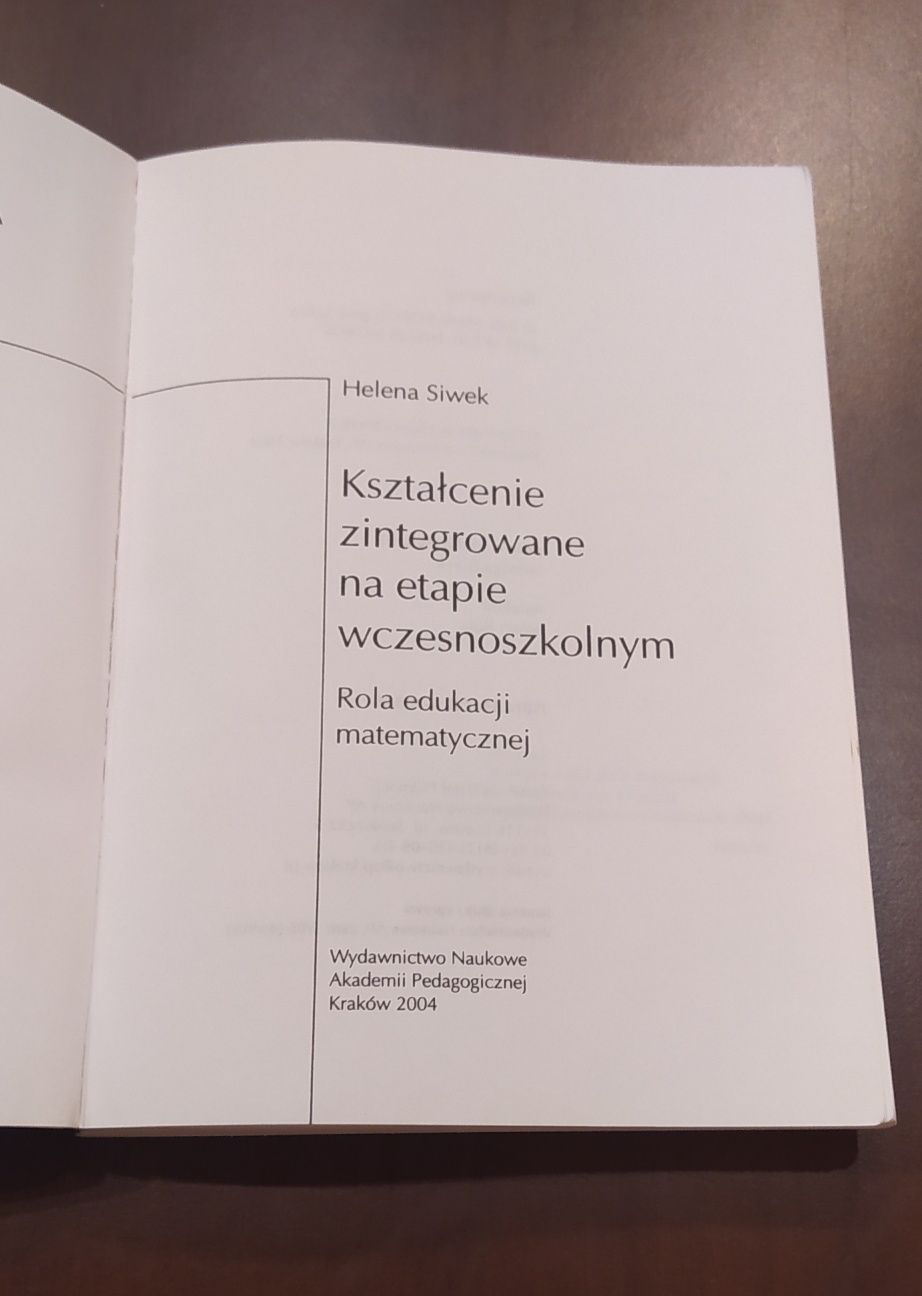 Helena Siwek
Kształcenie
zintegrowane
na etapie
wczesnoszkolnym
Rola edukacji
matematycznej
Wydawnictwo Naukowe
Akademii Pedagogicznej
Kraków 2004